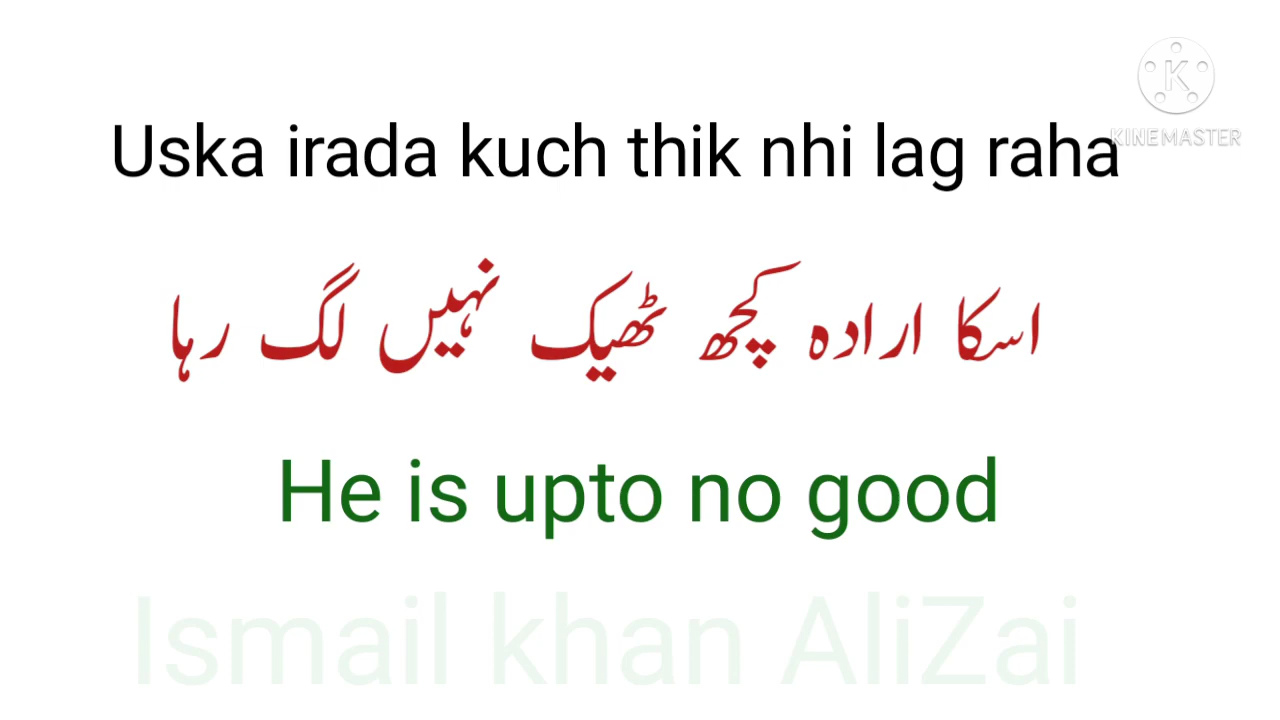 KINEMASTER
Uska irada kuch thik nhi lag raha
اسکا ارادہ کچھ ٹھیک نہیں لگ رہا
He is upto no good
Ismail khan AliZai